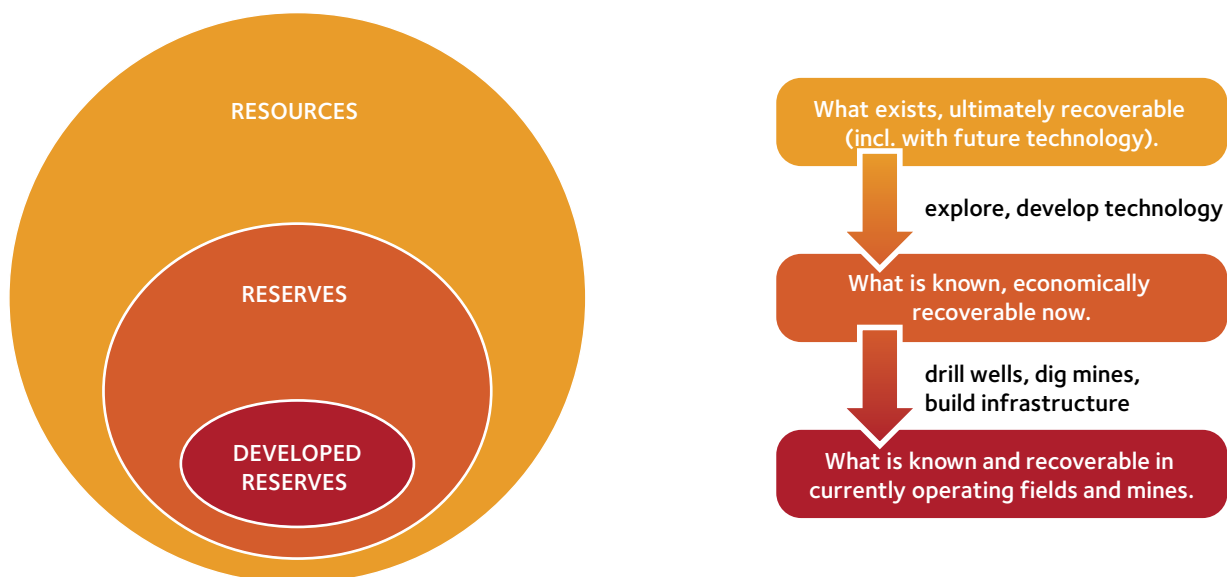 RESOURCES
RESERVES
DEVELOPED
RESERVES
What exists, ultimately recoverable
(incl. with future technology).
explore, develop technology
What is known, economically
recoverable now.
drill wells, dig mines,
build infrastructure
What is known and recoverable in
currently operating fields and mines.